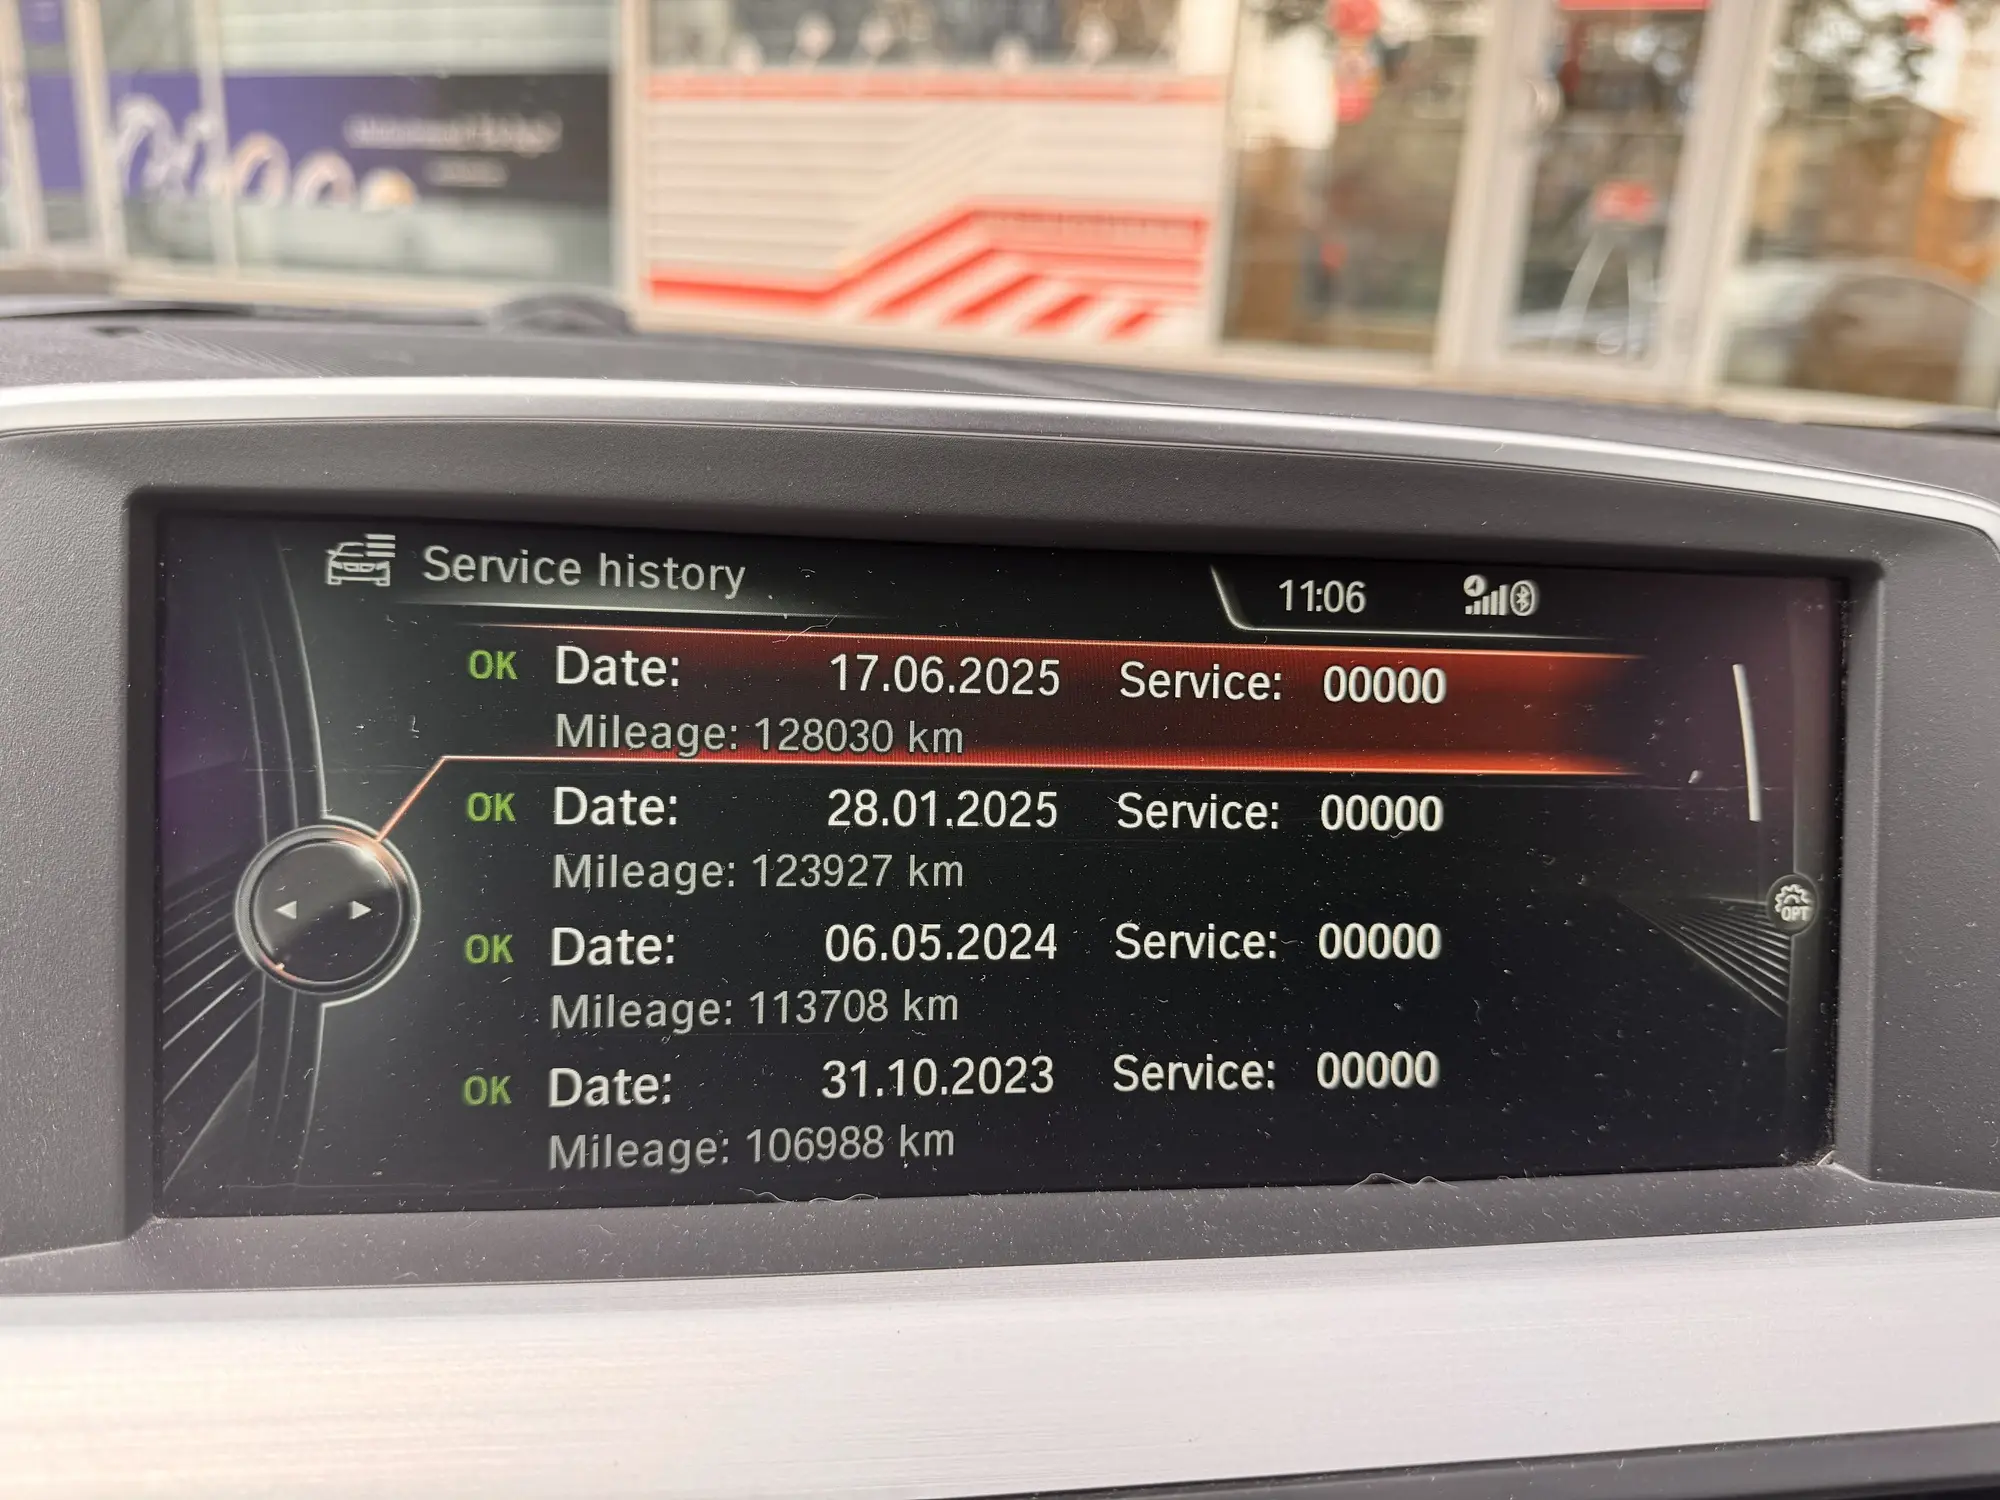 Service history
11:06
OK Date: 17.06.2025 Service: 00000
Mileage: 128030 km
OK Date: 28.01.2025 Service: 00000
Mileage: 123927 km
OK Date: 06.05.2024 Service: 00000
Mileage: 113708 km
OK Date: 31.10.2023 Service: 00000
Mileage: 106988 km
OPT